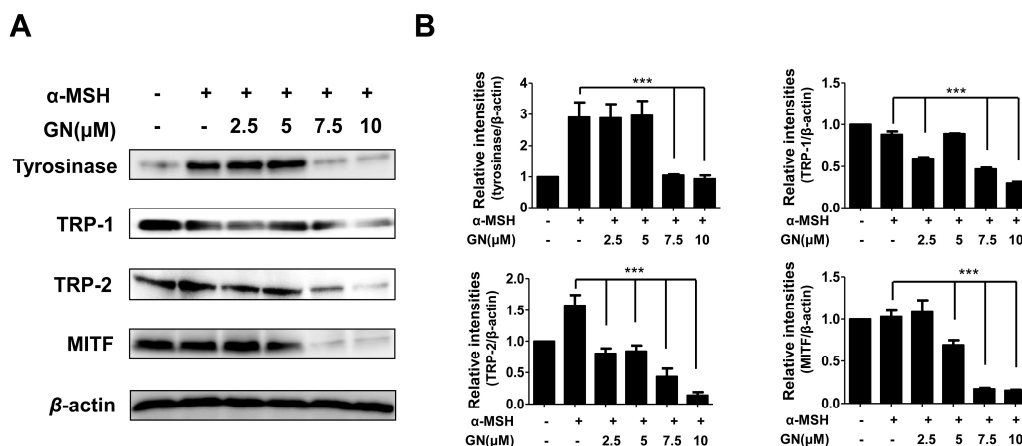 A
α-MSH - + + + + +
GN(μM) - - 2.5 5 7.5 10
Tyrosinase
TRP-1
TRP-2
MITF
β-actin
B
Relative intensities
(tyrosinase/β-actin)
4
3
2
1
0
***
α-MSH - + + + + +
GN(μM) - - 2.5 5 7.5 10
Relative intensities
(TRP-1/β-actin)
1.5
1.0
0.5
0.0
***
α-MSH - + + + + +
GN(μM) - - 2.5 5 7.5 10
Relative intensities
(TRP-2/β-actin)
2.0
1.5
1.0
0.5
0.0
***
α-MSH - + + + + +
GN(μM) - - 2.5 5 7.5 10
Relative intensities
(MITF/β-actin)
1.5
1.0
0.5
0.0
***
α-MSH - + + + + +
GN(μM) - - 2.5 5 7.5 10